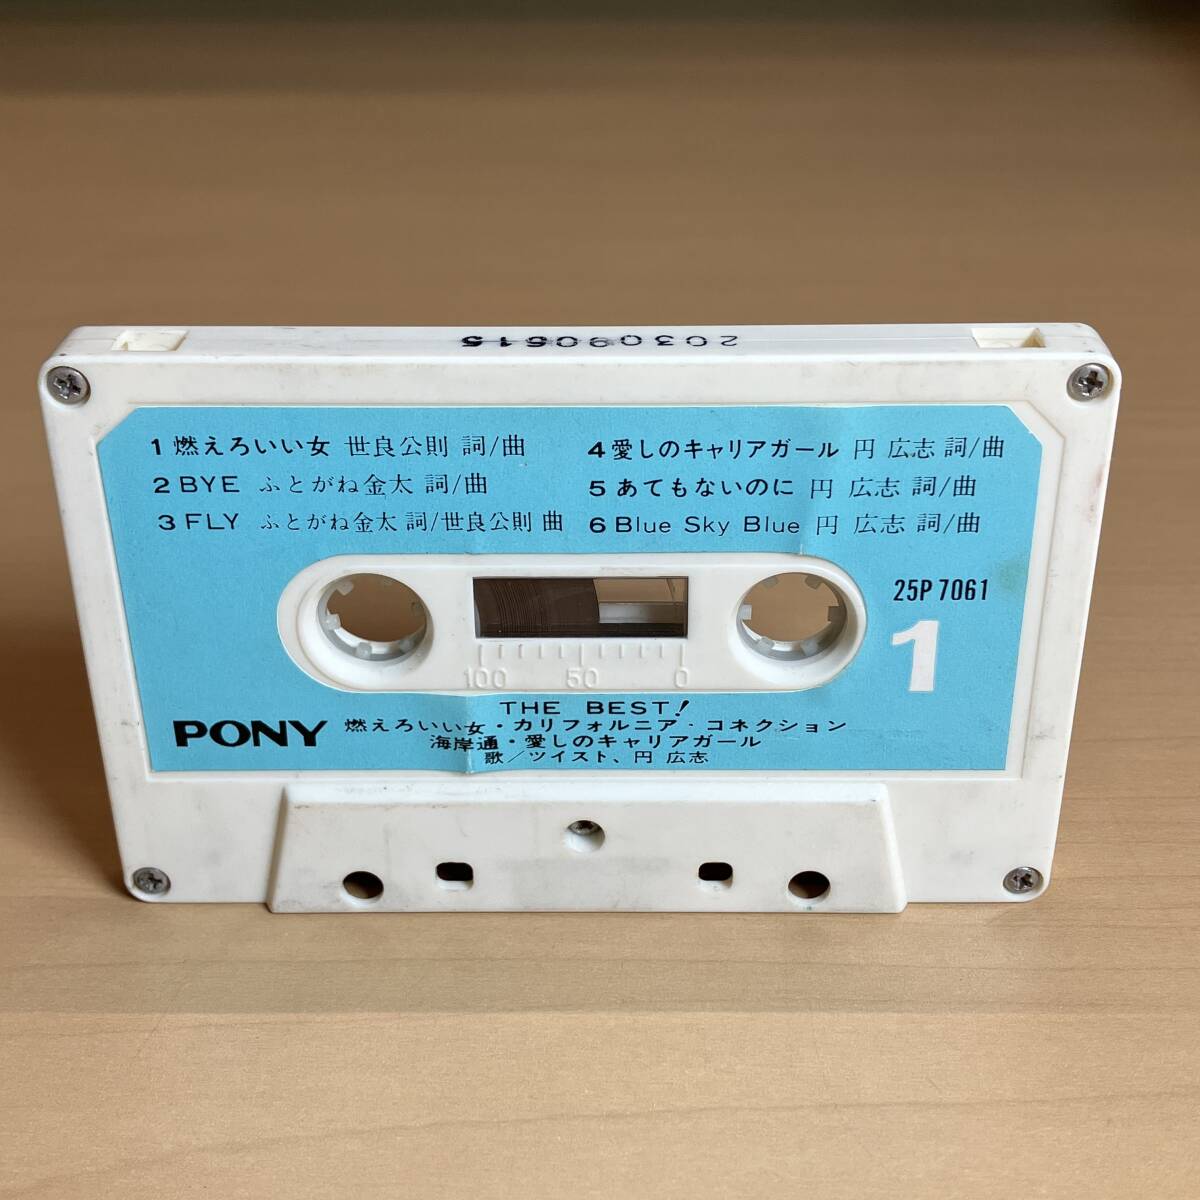 203090515
1 燃えろいい女 世良公則 詞/曲
2 BYE ふとがね金太 詞/曲
3 FLY ふとがね金太 詞/世良公則 曲
4 愛しのキャリアガール 円 広志 詞/曲
5 あてもないのに 円 広志 詞/曲
6 Blue Sky Blue 円 広志 詞/曲
25P 7061
1
100 50 0
THE BEST!
PONY
燃えろいい女・カリフォルニア・コネクション
海岸通・愛しのキャリアガール
歌/ツイスト、円 広志